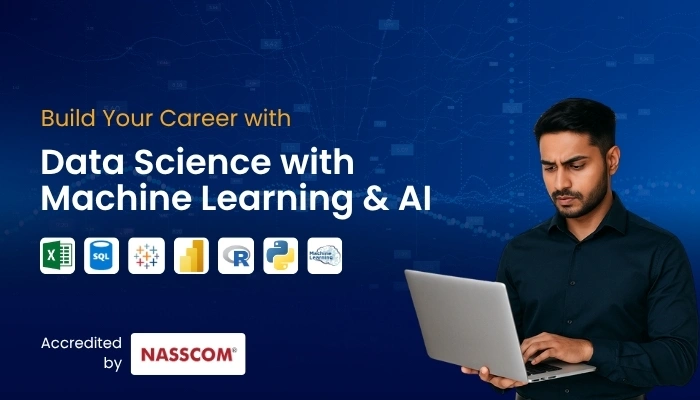 Build Your Career with
Data Science with
Machine Learning & AI
X
SQL
R
Machine
Learning
Accredited
by
NASSCOM®